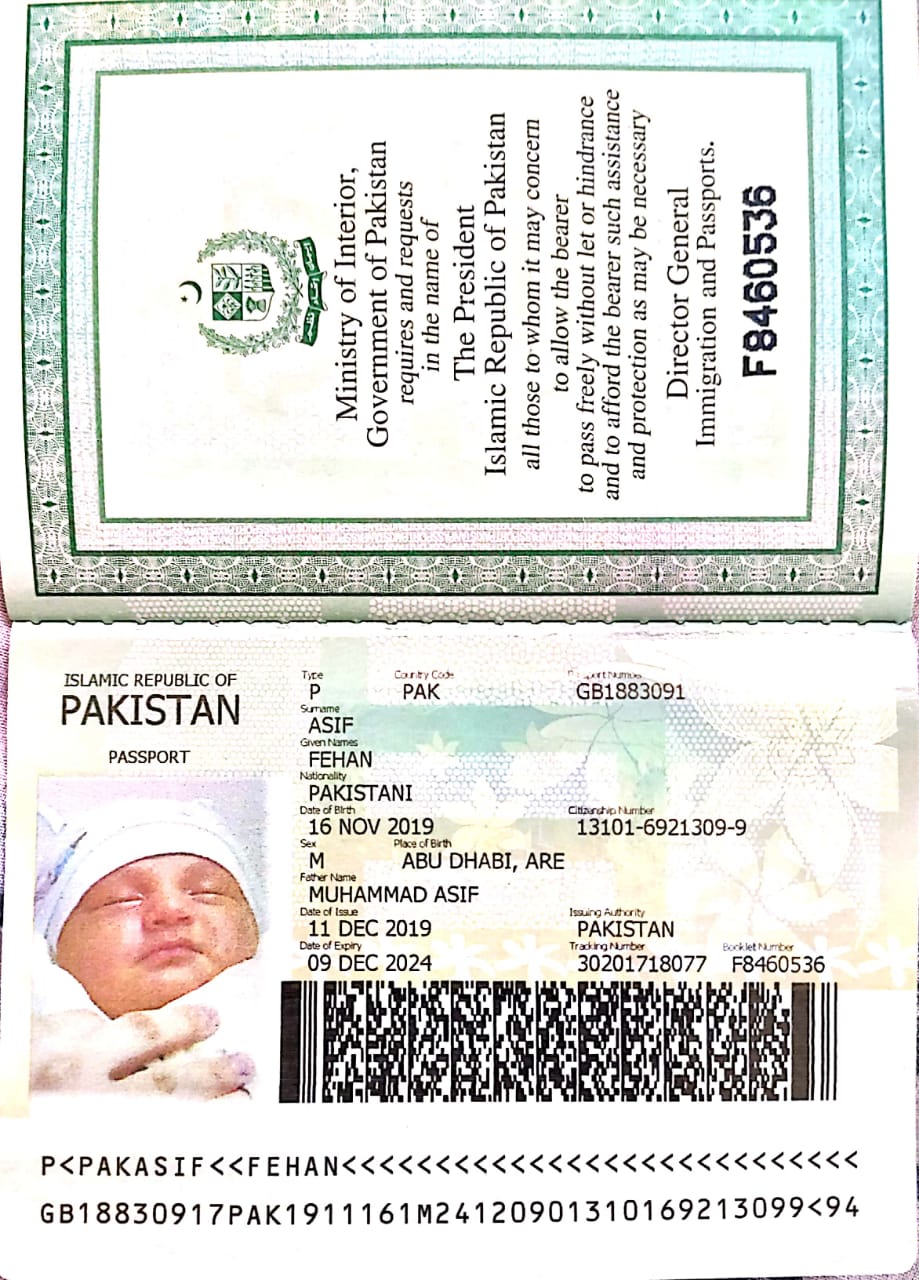 Ministry of Interior,
Government of Pakistan
requires and requests
in the name of
The President
Islamic Republic of Pakistan
all those to whom it may concern
to allow the bearer
to pass freely without let or hindrance
and to afford the bearer such assistance
and protection as may be necessary
Director General
Immigration and Passports.
F8460536
ISLAMIC REPUBLIC OF
PAKISTAN
PASSPORT
Type Country Code Passport Number
P PAK GB1883091
Surname
ASIF
Given Names
FEHAN
Nationality
PAKISTANI
Date of Birth Citizenship Number
16 NOV 2019 13101-6921309-9
Sex Place of Birth
M ABU DHABI, ARE
Father Name
MUHAMMAD ASIF
Date of Issue Issuing Authority
11 DEC 2019 PAKISTAN
Date of Expiry Tracking Number Booklet Number
09 DEC 2024 30201718077 F8460536
P<PAKASIF<<FEHAN<<<<<<<<<<<<<<<<<<<<<<<<<<<<
GB18830917PAK1911161M2412090131016921​3099<94